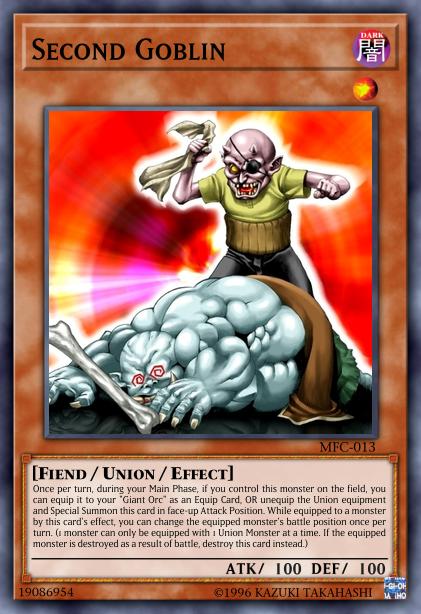 Second Goblin
DARK
闇
MFC-013
[Fiend / Union / Effect]
Once per turn, during your Main Phase, if you control this monster on the field, you
can equip it to your "Giant Orc" as an Equip Card, OR unequip the Union equipment
and Special Summon this card in face-up Attack Position. While equipped to a monster
by this card's effect, you can change the equipped monster's battle position once per
turn. (1 monster can only be equipped with 1 Union Monster at a time. If the equipped
monster is destroyed as a result of battle, destroy this card instead.)
ATK/ 100 DEF/ 100
19086954
©1996 KAZUKI TAKAHASHI